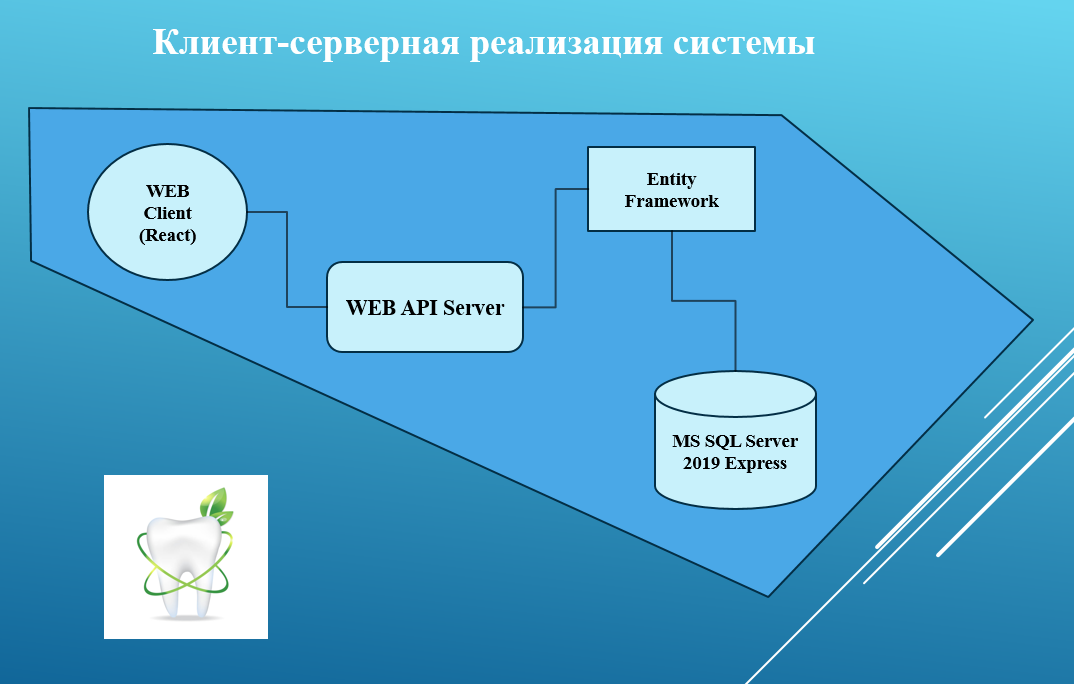 Клиент-серверная реализация системы
WEB
Client
(React)
WEB API Server
Entity
Framework
MS SQL Server
2019 Express